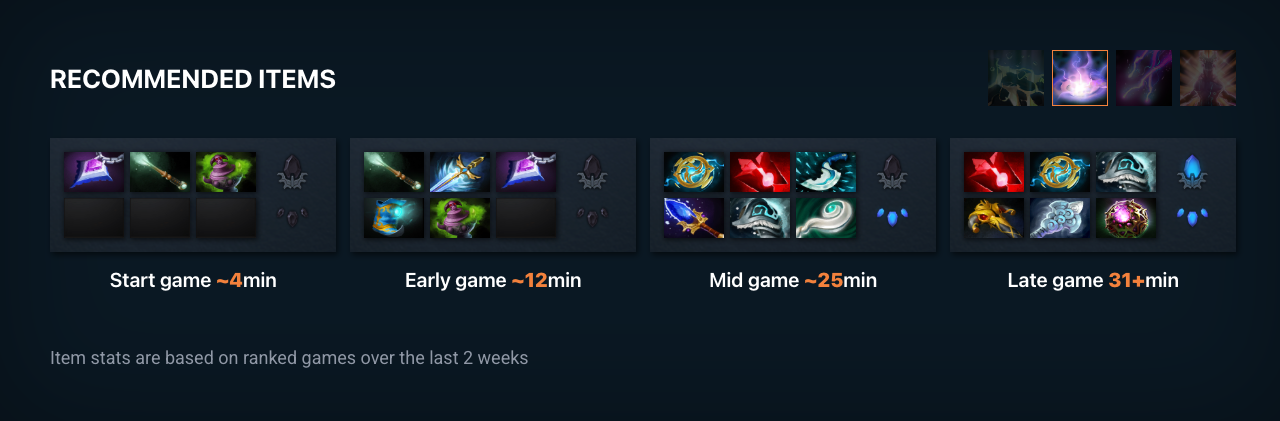 RECOMMENDED ITEMS
Start game ~4min
Early game ~12min
Mid game ~25min
Late game 31+min
Item stats are based on ranked games over the last 2 weeks